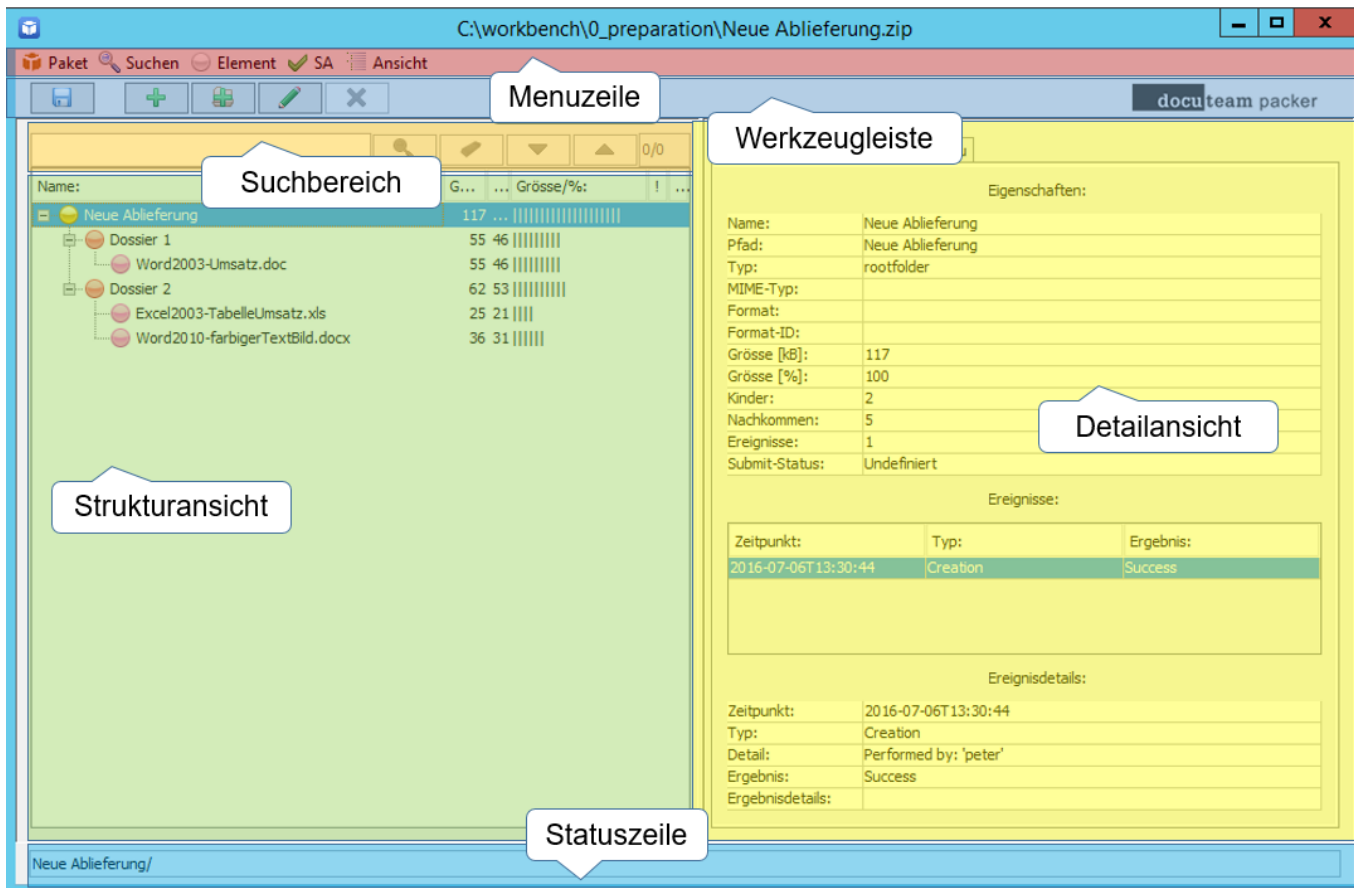 C:\workbench\0_preparation\Neue Ablieferung.zip
Paket Suchen Element SA Ansicht
Menuzeile
docuteam packer
Werkzeugleiste
0/0
Suchbereich
Name: G... ... Grösse/%: ! ...
Neue Ablieferung 117 ...
Dossier 1 55 46
Word2003-Umsatz.doc 55 46
Dossier 2 62 53
Excel2003-TabelleUmsatz.xls 25 21
Word2010-farbigerTextBild.docx 36 31
Strukturansicht
Eigenschaften:
Name: Neue Ablieferung
Pfad: Neue Ablieferung
Typ: rootfolder
MIME-Typ:
Format:
Format-ID:
Grösse [kB]: 117
Grösse [%]: 100
Kinder: 2
Nachkommen: 5
Ereignisse: 1
Submit-Status: Undefiniert
Detailansicht
Ereignisse:
Zeitpunkt: Typ: Ergebnis:
2016-07-06T13:30:44 Creation Success
Ereignisdetails:
Zeitpunkt: 2016-07-06T13:30:44
Typ: Creation
Detail: Performed by: 'peter'
Ergebnis: Success
Ergebnisdetails:
Statuszeile
Neue Ablieferung/